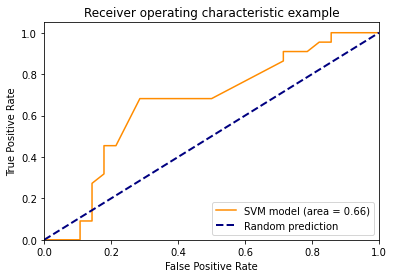 Receiver operating characteristic example
True Positive Rate
1.0
0.8
0.6
0.4
0.2
0.0
SVM model (area = 0.66)
Random prediction
0.0 0.2 0.4 0.6 0.8 1.0
False Positive Rate